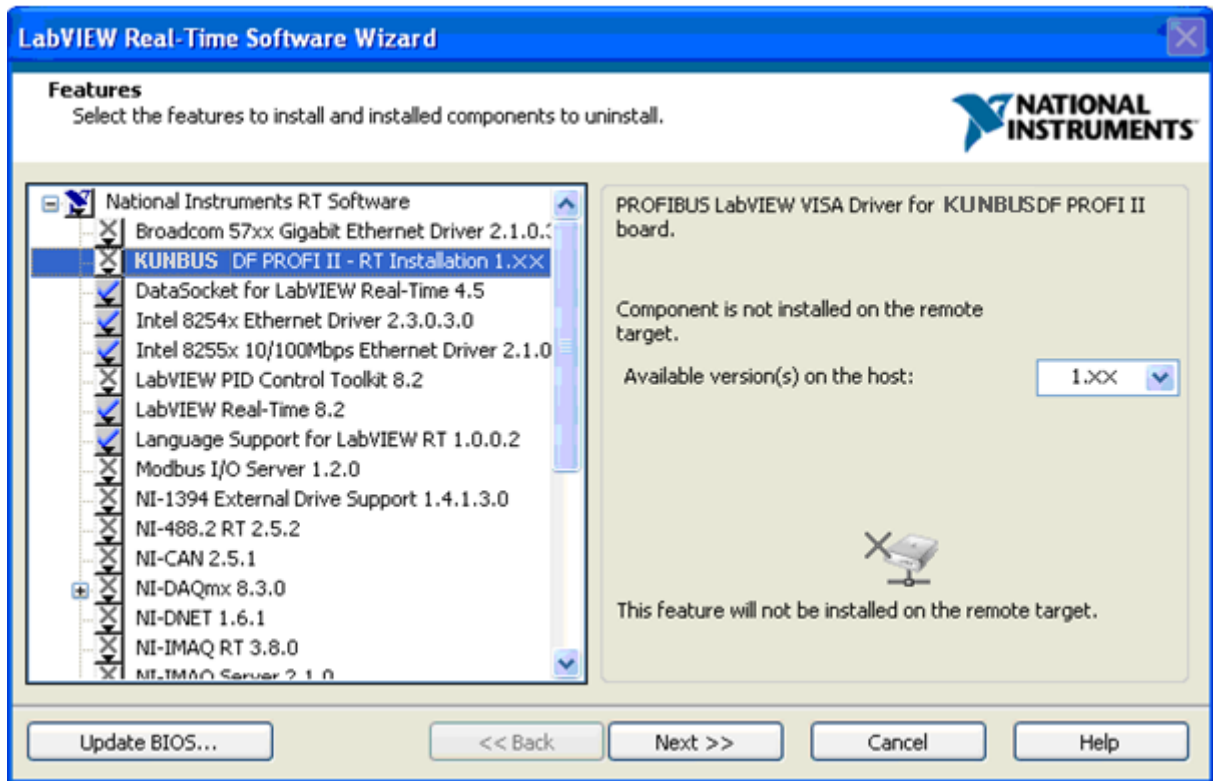 LabVIEW Real-Time Software Wizard
Features
Select the features to install and installed components to uninstall.
NATIONAL
INSTRUMENTS
National Instruments RT Software
Broadcom 57xx Gigabit Ethernet Driver 2.1.0.
KUNBUS DF PROFI II - RT Installation 1.XX
DataSocket for LabVIEW Real-Time 4.5
Intel 8254x Ethernet Driver 2.3.0.3.0
Intel 8255x 10/100Mbps Ethernet Driver 2.1.0
LabVIEW PID Control Toolkit 8.2
LabVIEW Real-Time 8.2
Language Support for LabVIEW RT 1.0.0.2
Modbus I/O Server 1.2.0
NI-1394 External Drive Support 1.4.1.3.0
NI-488.2 RT 2.5.2
NI-CAN 2.5.1
NI-DAQmx 8.3.0
NI-DNET 1.6.1
NI-IMAQ RT 3.8.0
NI-IMAQ Server 2.1.0
PROFIBUS LabVIEW VISA Driver for KUNBUSDF PROFI II
board.
Component is not installed on the remote
target.
Available version(s) on the host: 1.XX
This feature will not be installed on the remote target.
Update BIOS... << Back Next >> Cancel Help